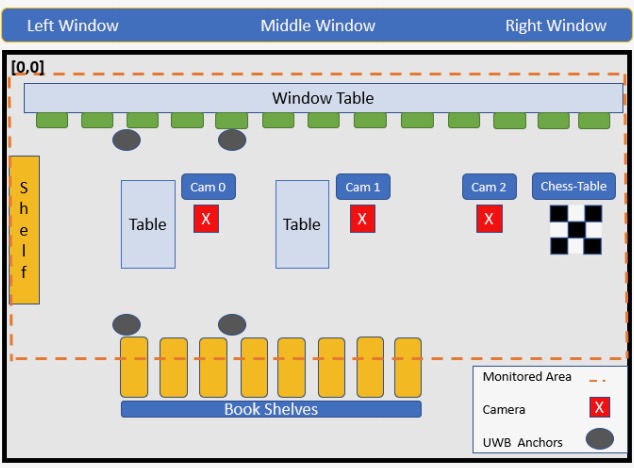 Left Window Middle Window Right Window
[0,0]
Window Table
Cam 0 Cam 1 Cam 2 Chess-Table
S
h
e
l
f
Table Table
X X X
Book Shelves
Monitored Area
Camera X
UWB Anchors